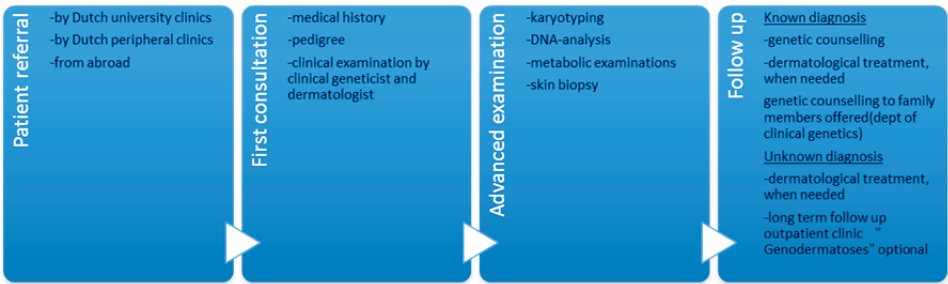 Patient referral
-by Dutch university clinics
-by Dutch peripheral clinics
-from abroad
First consultation
-medical history
-pedigree
-clinical examination by
clinical geneticist and
dermatologist
Advanced examination
-karyotyping
-DNA-analysis
-metabolic examinations
-skin biopsy
Follow up
Known diagnosis
-genetic counselling
-dermatological treatment,
when needed
genetic counselling to family
members offered(dept of
clinical genetics)
Unknown diagnosis
-dermatological treatment,
when needed
-long term follow up
outpatient clinic "
Genodermatoses" optional